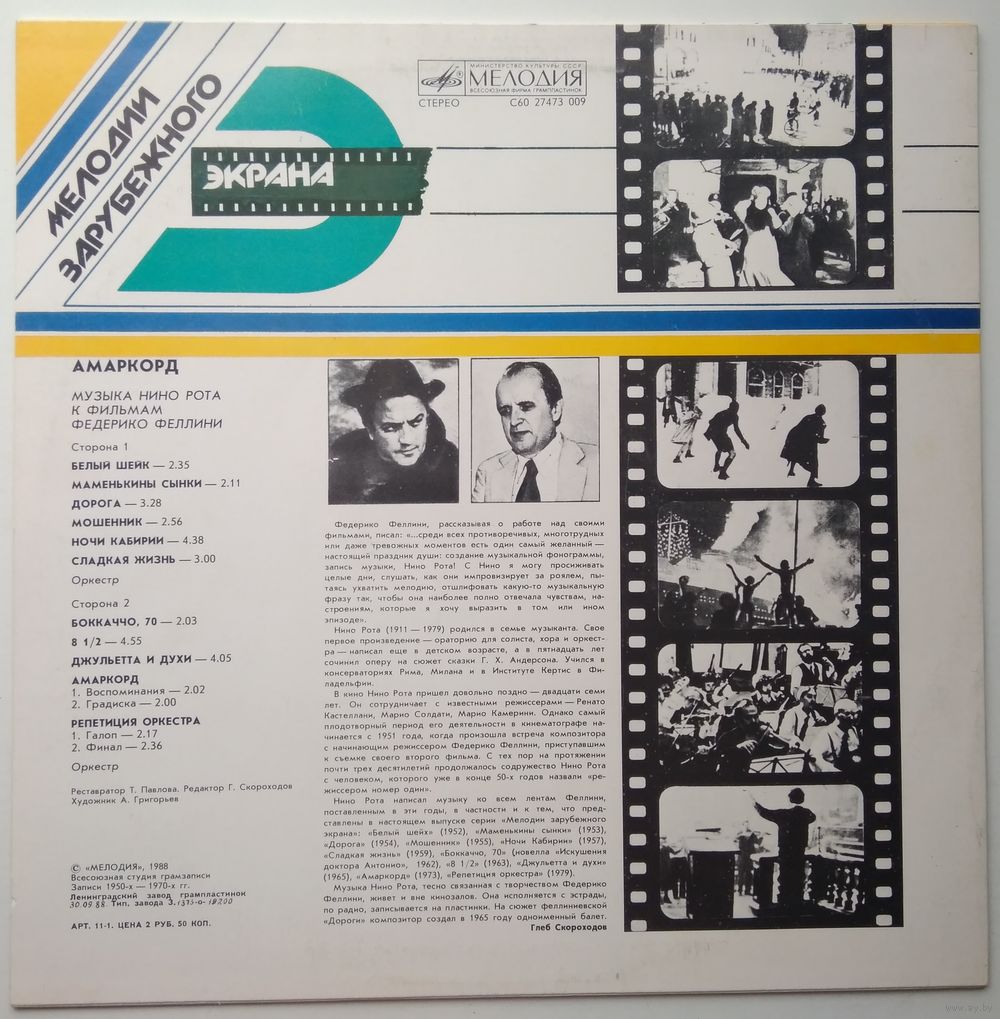 МЕЛОДИИ
ЗАРУБЕЖНОГО
ЭКРАНА
МИНИСТЕРСТВО КУЛЬТУРЫ СССР
МЕЛОДИЯ
ВСЕСОЮЗНАЯ ФИРМА ГРАМПЛАСТИНОК
СТЕРЕО
С60 27473 009
АМАРКОРД
МУЗЫКА НИНО РОТА
К ФИЛЬМАМ
ФЕДЕРИКО ФЕЛЛИНИ
Сторона 1
БЕЛЫЙ ШЕЙК — 2.35
МАМЕНЬКИНЫ СЫНКИ — 2.11
ДОРОГА — 3.28
МОШЕННИК — 2.56
НОЧИ КАБИРИИ — 4.38
СЛАДКАЯ ЖИЗНЬ — 3.00
Оркестр
Сторона 2
БОККАЧЧО, 70 — 2.03
8 1/2 — 4.55
ДЖУЛЬЕТТА И ДУХИ — 4.05
АМАРКОРД
1. Воспоминания — 2.02
2. Градиска — 2.00
РЕПЕТИЦИЯ ОРКЕСТРА
1. Галоп — 2.17
2. Финал — 2.36
Оркестр
Реставратор Т. Павлова. Редактор Г. Скороходов
Художник А. Григорьев
© «МЕЛОДИЯ», 1988
Всесоюзная студия грамзаписи
Записи 1950-х — 1970-х гг.
Ленинградский завод грампластинок
30.09.88. Тип. завода З.
АРТ. 11-1. ЦЕНА 2 РУБ. 50 КОП.
Федерико Феллини, рассказывая о работе над своими
фильмами, писал: «...среди всех противоречивых, многотрудных
или даже тревожных моментов есть один самый желанный —
настоящий праздник души: создание музыкальной фонограммы,
запись музыки, Нино Рота! С Нино я могу просиживать
целые дни, слушать, как они импровизирует за роялем, пы-
таясь ухватить мелодию, отшлифовать какую-то музыкальную
фразу так, чтобы она наиболее полно отвечала чувствам, на-
строениям, которые я хочу выразить в том или ином
эпизоде».
Нино Рота (1911 — 1979) родился в семье музыканта. Свое
первое произведение — ораторию для солиста, хора и оркест-
ра — написал еще в детском возрасте, а в пятнадцать лет
сочинил оперу на сюжет сказки Г. Х. Андерсона. Учился в
консерваториях Рима, Милана и в Институте Кертис в Фи-
ладельфии.
В кино Нино Рота пришел довольно поздно — двадцати семи
лет. Он сотрудничает с известными режиссерами — Ренато
Кастеллани, Марио Солдати, Марио Камерини. Однако самый
плодотворный период его деятельности в кинематографе на-
чинается с 1951 года, когда произошла встреча композитора
с начинающим режиссером Федерико Феллини, приступавшим
к съемке своего второго фильма. С тех пор на протяжении
почти трех десятилетий продолжалось содружество Нино Рота
с человеком, которого уже в конце 50-х годов назвали «ре-
жиссером номер один».
Нино Рота написал музыку ко всем лентам Феллини,
поставленным в эти годы, в частности и к тем, что пред-
ставлены в настоящем выпуске серии «Мелодии зарубежного
экрана»: «Белый шейх» (1952), «Маменькины сынки» (1953),
«Дорога» (1954), «Мошенник» (1955), «Ночи Кабирии» (1957),
«Сладкая жизнь» (1959), «Боккаччо, 70» (новелла «Искушения
доктора Антонио», 1962), «8 1/2» (1963), «Джульетта и духи»
(1965), «Амаркорд» (1973), «Репетиция оркестра» (1979).
Музыка Нино Рота, тесно связанная с творчеством Федерико
Феллини, живет и вне кинозалов. Она исполняется с эстрады,
по радио, записывается на пластинки. На сюжет феллиниевской
«Дороги» композитор создал в 1965 году одноименный балет.
Глеб Скороходов
www.ay.by